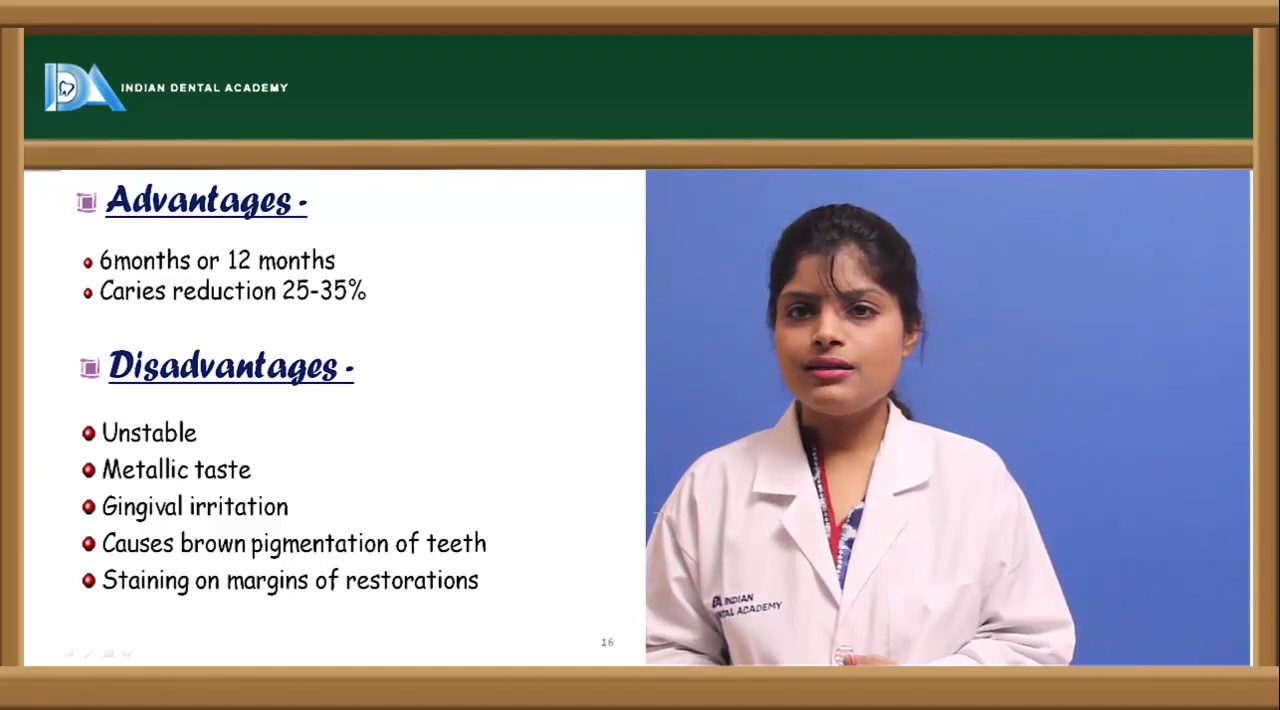 INDIAN DENTAL ACADEMY
Advantages -
6months or 12 months
Caries reduction 25-35%
Disadvantages -
Unstable
Metallic taste
Gingival irritation
Causes brown pigmentation of teeth
Staining on margins of restorations
16
INDIAN
DENTAL ACADEMY